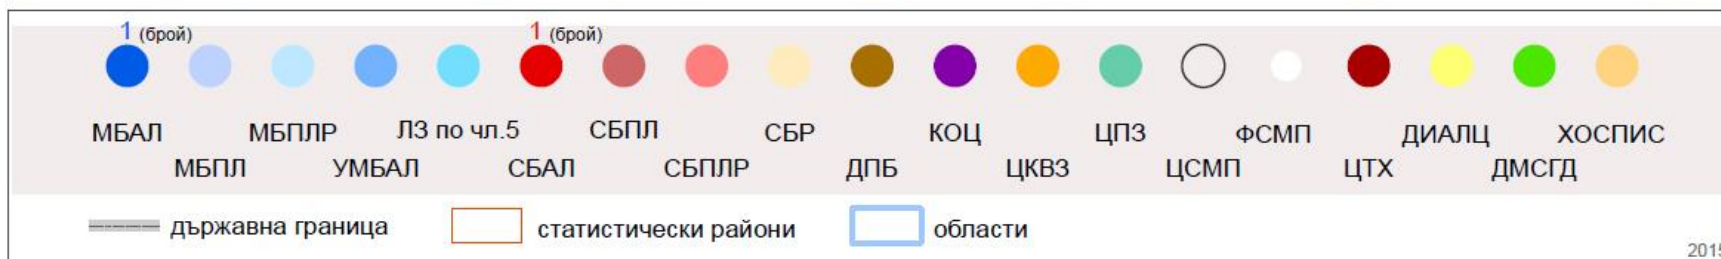 1 (брой) 1 (брой)
МБАЛ МБПЛР ЛЗ по чл.5 СБПЛ СБР КОЦ ЦПЗ ФСМП ДИАЛЦ ХОСПИС
МБПЛ УМБАЛ СБАЛ СБПЛР ДПБ ЦКВЗ ЦСМП ЦТХ ДМСГД
държавна граница статистически райони области
2015